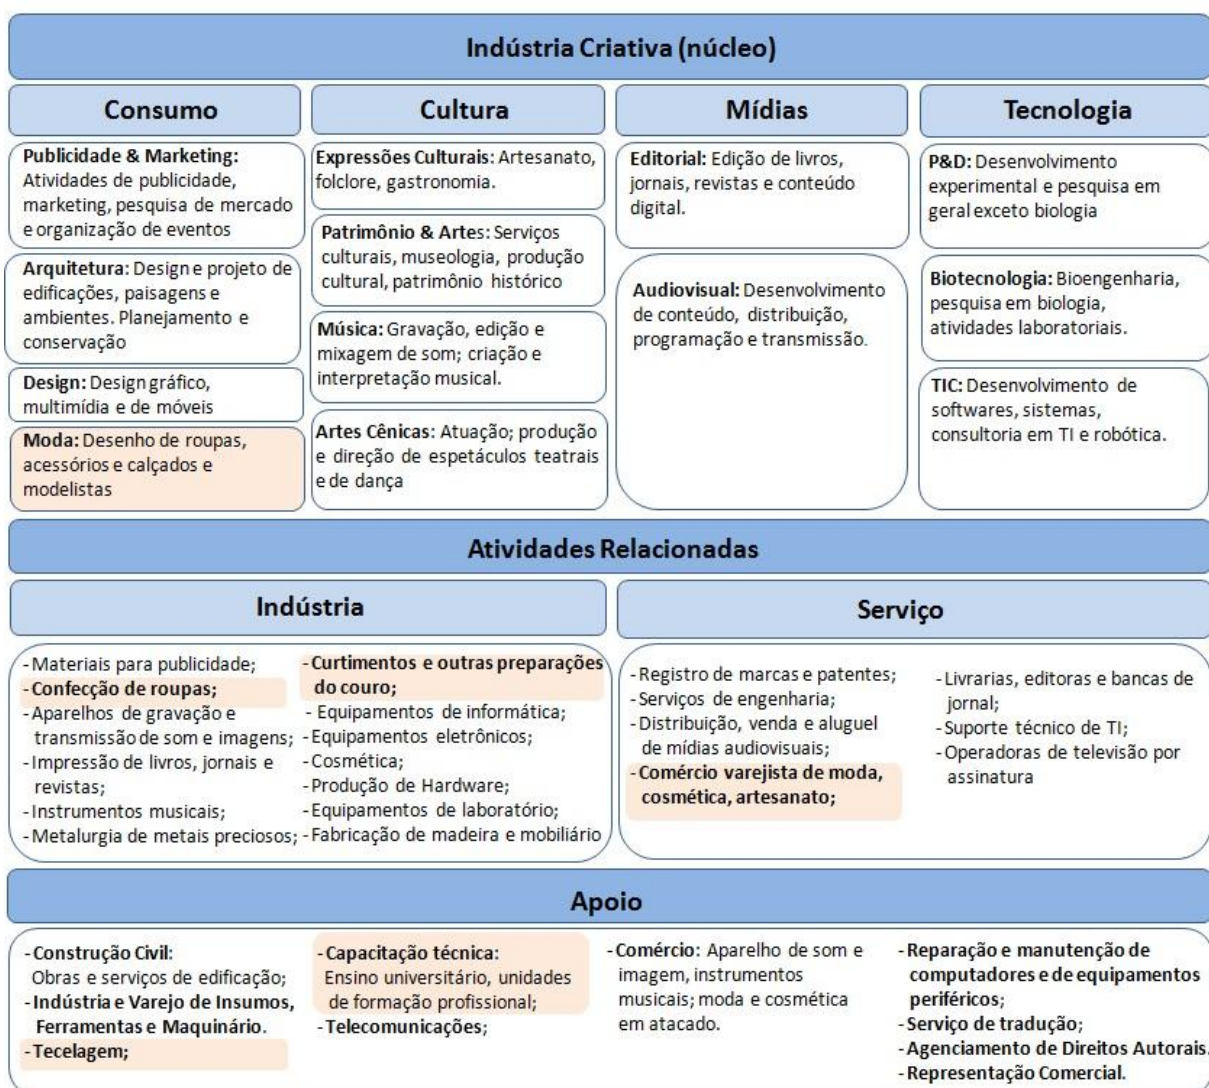 Indústria Criativa (núcleo)
Consumo
Publicidade & Marketing:
Atividades de publicidade,
marketing, pesquisa de mercado
e organização de eventos
Arquitetura: Design e projeto de
edificações, paisagens e
ambientes. Planejamento e
conservação
Design: Design gráfico,
multimídia e de móveis
Moda: Desenho de roupas,
acessórios e calçados e
modelistas
Cultura
Expressões Culturais: Artesanato,
folclore, gastronomia.
Patrimônio & Artes: Serviços
culturais, museologia, produção
cultural, patrimônio histórico
Música: Gravação, edição e
mixagem de som; criação e
interpretação musical.
Artes Cênicas: Atuação; produção
e direção de espetáculos teatrais
e de dança
Mídias
Editorial: Edição de livros,
jornais, revistas e conteúdo
digital.
Audiovisual: Desenvolvimento
de conteúdo, distribuição,
programação e transmissão.
Tecnologia
P&D: Desenvolvimento
experimental e pesquisa em
geral exceto biologia
Biotecnologia: Bioengenharia,
pesquisa em biologia,
atividades laboratoriais.
TIC: Desenvolvimento de
softwares, sistemas,
consultoria em TI e robótica.
Atividades Relacionadas
Indústria
- Materiais para publicidade;
- Confecção de roupas;
- Aparelhos de gravação e
transmissão de som e imagens;
- Impressão de livros, jornais e
revistas;
- Instrumentos musicais;
- Metalurgia de metais preciosos;
- Curtimentos e outras preparações
do couro;
- Equipamentos de informática;
- Equipamentos eletrônicos;
- Cosmética;
- Produção de Hardware;
- Equipamentos de laboratório;
- Fabricação de madeira e mobiliário
Serviço
- Registro de marcas e patentes;
- Serviços de engenharia;
- Distribuição, venda e aluguel
de mídias audiovisuais;
- Comércio varejista de moda,
cosmética, artesanato;
- Livrarias, editoras e bancas de
jornal;
- Suporte técnico de TI;
- Operadoras de televisão por
assinatura
Apoio
- Construção Civil:
Obras e serviços de edificação;
- Indústria e Varejo de Insumos,
Ferramentas e Maquinário.
- Tecelagem;
- Capacitação técnica:
Ensino universitário, unidades
de formação profissional;
- Telecomunicações;
- Comércio: Aparelho de som e
imagem, instrumentos
musicais; moda e cosmética
em atacado.
- Reparação e manutenção de
computadores e de equipamentos
periféricos;
- Serviço de tradução;
- Agenciamento de Direitos Autorais.
- Representação Comercial.